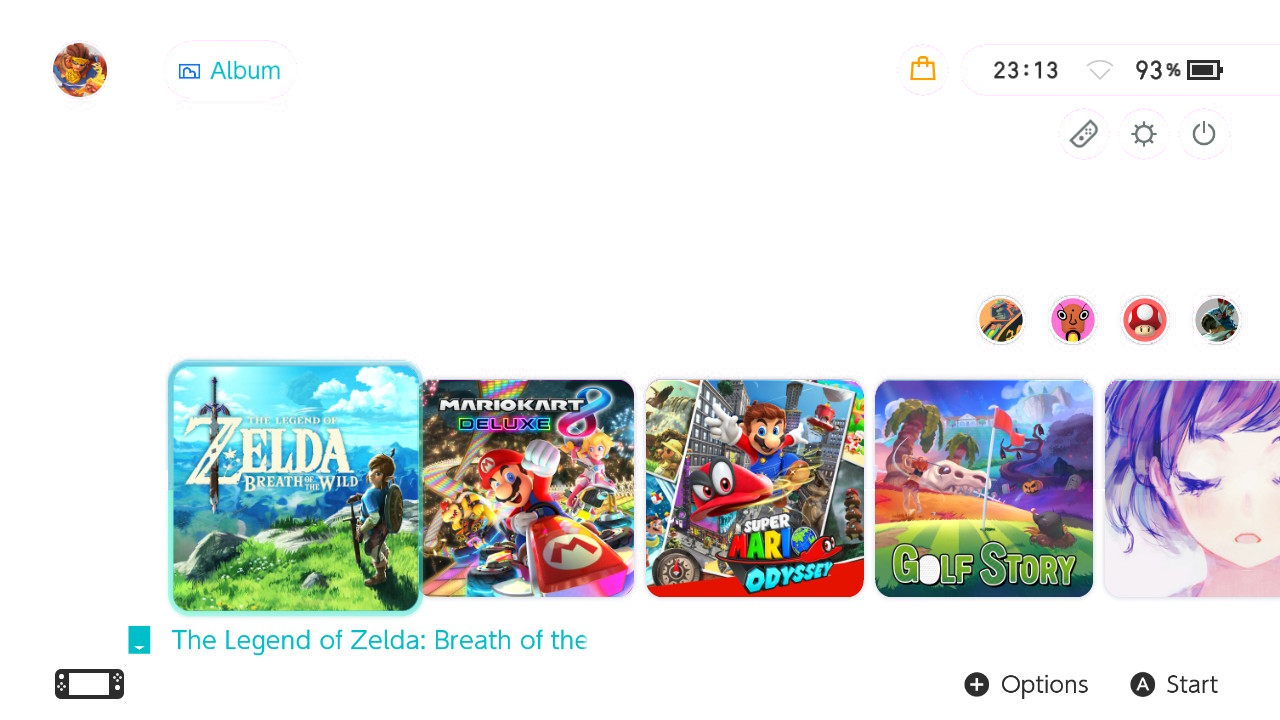 Album
23:13
93%
THE LEGEND OF
ZELDA
BREATH OF THE WILD
MARIOKART 8
DELUXE
SUPER
MARIO
ODYSSEY
GOLF STORY
The Legend of Zelda: Breath of the
Options
A Start